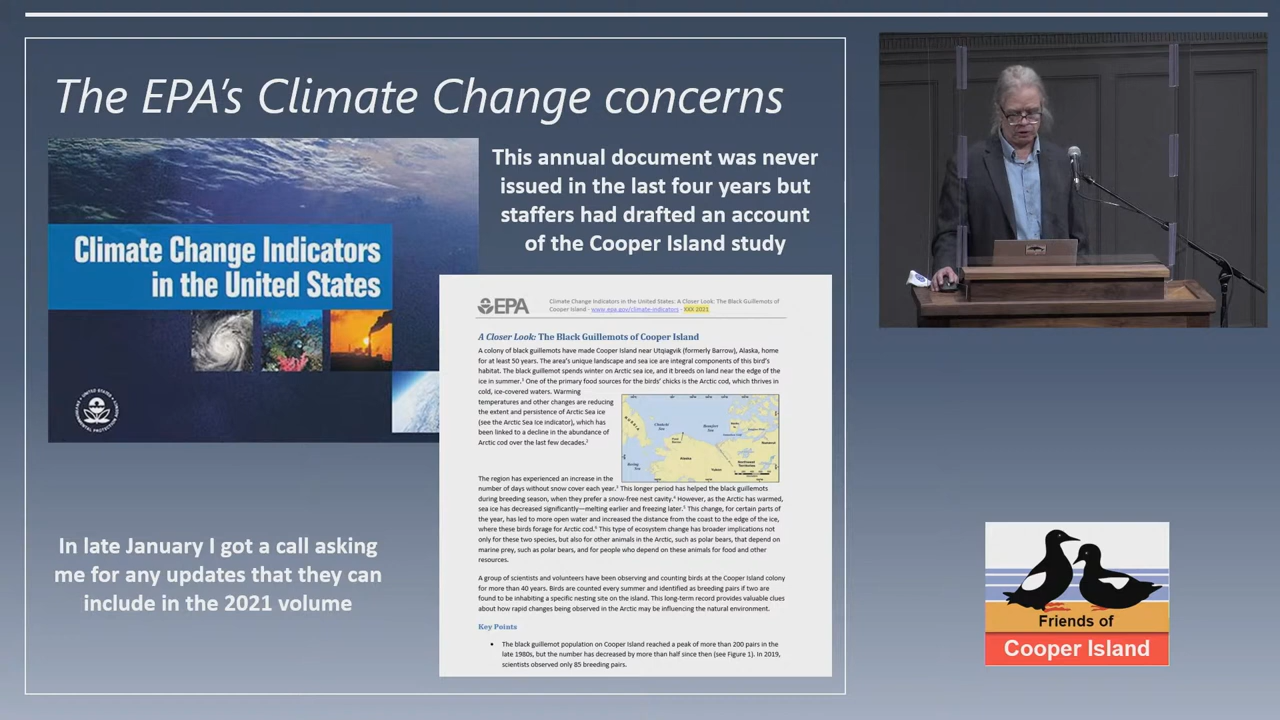 The EPA's Climate Change concerns
This annual document was never
issued in the last four years but
staffers had drafted an account
of the Cooper Island study
Climate Change Indicators
in the United States
EPA
Climate Change Indicators in the United States: A Closer Look: The Black Guillemots of
Cooper Island - www.epa.gov/climate-indicators - XXX-2021
A Closer Look: The Black Guillemots of Cooper Island
A colony of black guillemots have made Cooper Island near Utqiagvik (formerly Barrow), Alaska, home
for at least 50 years. The area's unique landscape and sea ice are integral components of this bird's
habitat. The black guillemot spends winter on Arctic sea ice, and it breeds on land near the edge of the
ice in summer.¹ One of the primary food sources for the birds' chicks is the Arctic cod, which thrives in
cold, ice-covered waters. Warming
temperatures and other changes are reducing
the extent and persistence of Arctic Sea ice
(see the Arctic Sea Ice indicator), which has
been linked to a decline in the abundance of
Arctic cod over the last few decades.²
The region has experienced an increase in the
number of days without snow cover each year.³ This longer period has helped the black guillemots
during breeding season, when they prefer a snow-free nest cavity.⁴ However, as the Arctic has warmed,
sea ice has decreased significantly—melting earlier and freezing later.⁵ This change, for certain parts of
the year, has led to more open water and increased the distance from the coast to the edge of the ice,
where these birds forage for Arctic cod.⁶ This type of ecosystem change has broader implications not
only for these two species, but also for other animals in the Arctic, such as polar bears, that depend on
marine prey, such as polar bears, and for people who depend on these animals for food and other
resources.
A group of scientists and volunteers have been observing and counting birds at the Cooper Island colony
for more than 40 years. Birds are counted every summer and identified as breeding pairs if two are
found to be inhabiting a specific nesting site on the island. This long-term record provides valuable clues
about how rapid changes being observed in the Arctic may be influencing the natural environment.
Key Points
• The black guillemot population on Cooper Island reached a peak of more than 200 pairs in the
late 1980s, but the number has decreased by more than half since then (see Figure 1). In 2019,
scientists observed only 85 breeding pairs.
In late January I got a call asking
me for any updates that they can
include in the 2021 volume
Friends of
Cooper Island